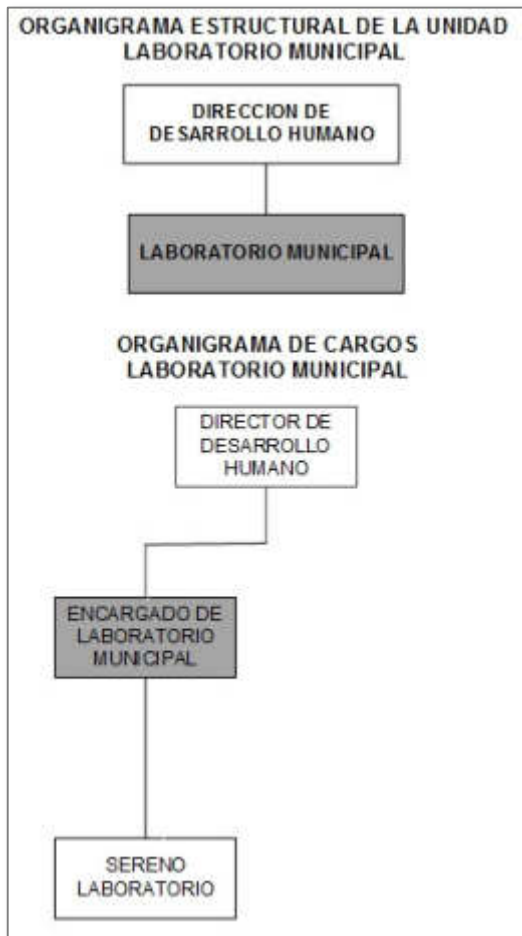 ORGANIGRAMA ESTRUCTURAL DE LA UNIDAD
LABORATORIO MUNICIPAL
DIRECCION DE
DESARROLLO HUMANO
LABORATORIO MUNICIPAL
ORGANIGRAMA DE CARGOS
LABORATORIO MUNICIPAL
DIRECTOR DE
DESARROLLO
HUMANO
ENCARGADO DE
LABORATORIO
MUNICIPAL
SERENO
LABORATORIO